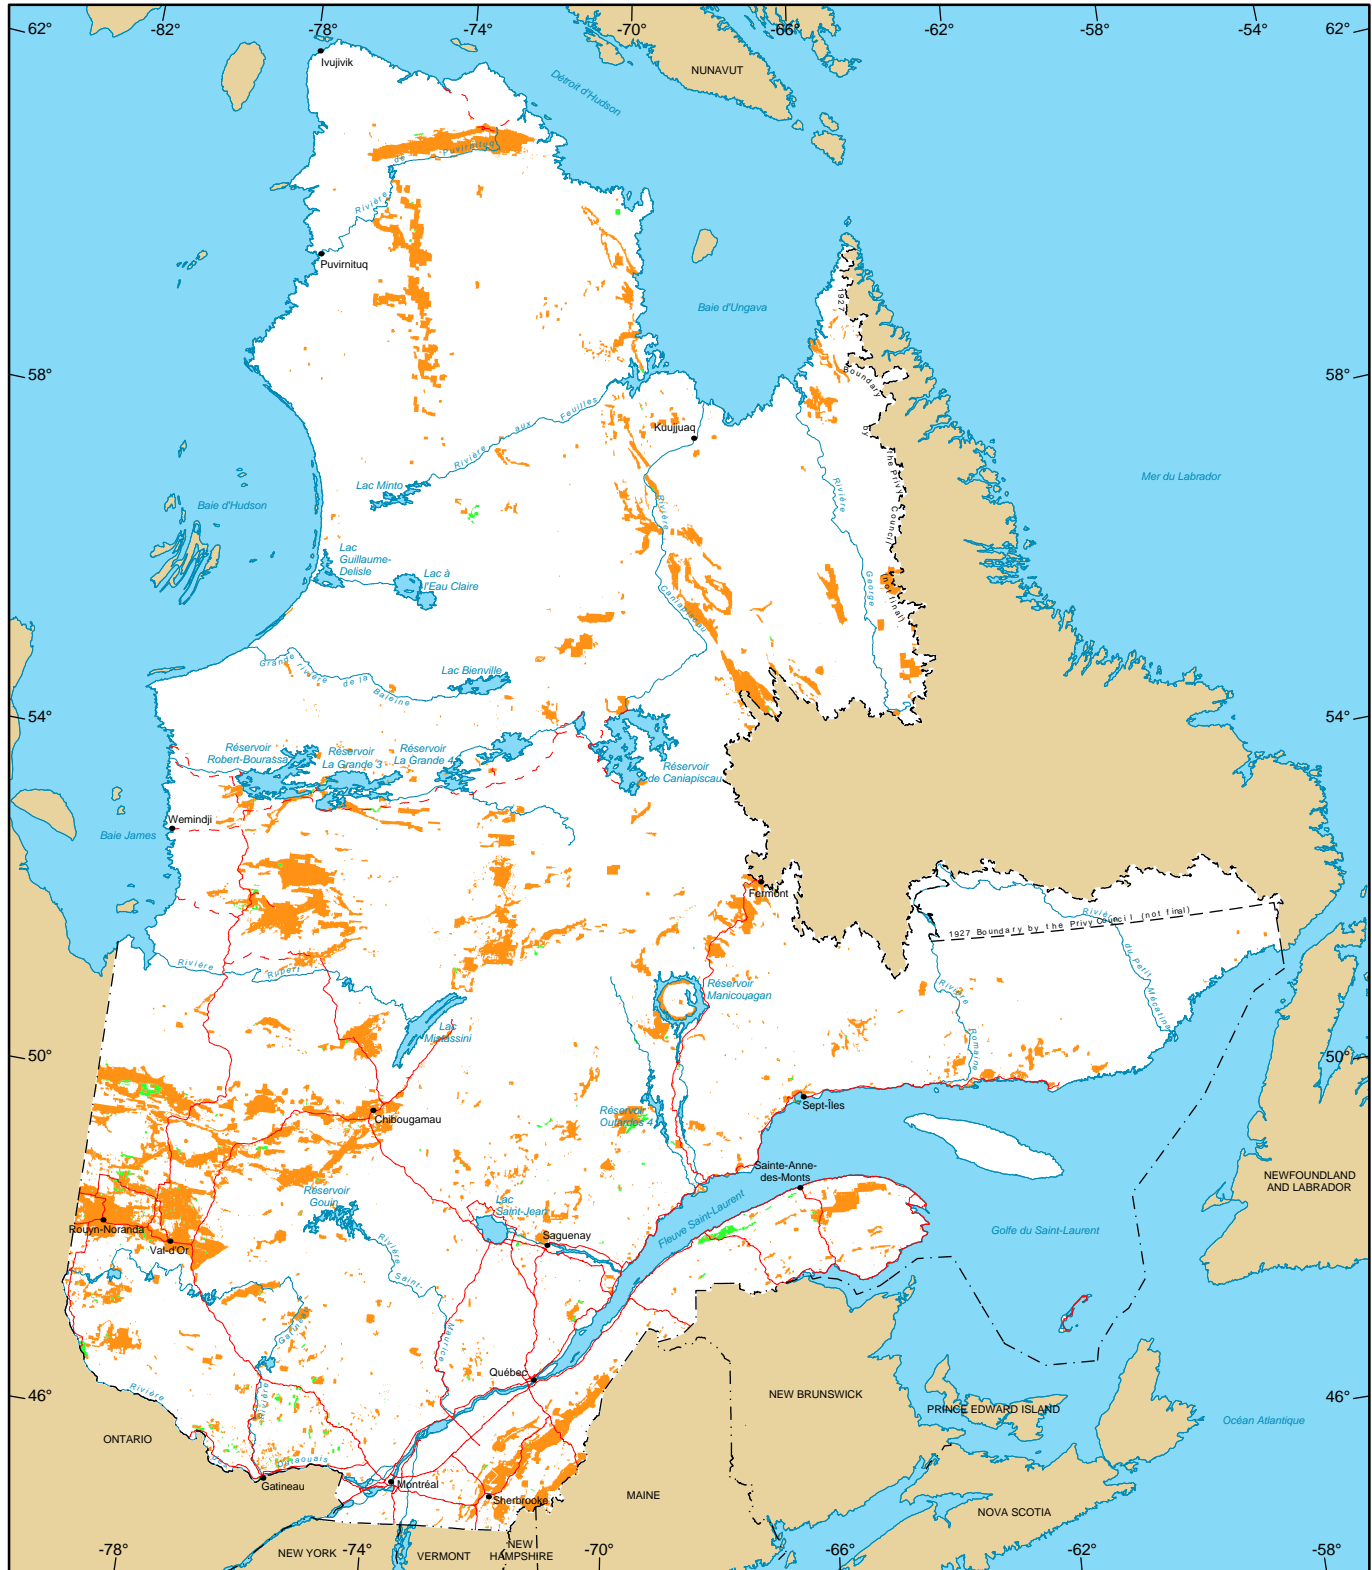 -82
-78
-74
-70
-66
-62
-58
-54
62°
62°
Ivujivik
NUNAVUT
Détroit d'Hudson
Rivière
de
Puvirnituq
Puvirnituq
Baie d'Ungava
1927
Boundary
by
the Privy
Council
(not final)
58°
58°
Kuujjuaq
Rivière
aux
Feuilles
Lac Minto
Baie d'Hudson
Mer du Labrador
Rivière
Caniapiscau
Rivière
George
Lac
Guillaume-
Delisle
Lac à
l'Eau Claire
Grande
rivière
de la
Baleine
Lac Bienville
54°
54°
Réservoir
Robert-Bourassa
Réservoir
La Grande 3
Réservoir
La Grande 4
Réservoir
de Caniapiscau
Wemindji
Baie James
Fermont
1927 Boundary by the Privy Council (not final)
Rivière
du Petit
Mécatina
Rivière
Rupert
Réservoir
Manicouagan
Lac
Mistassini
Rivière
Romaine
50°
50°
Chibougamau
Réservoir
Outardes 4
Sept-Îles
Sainte-Anne-
des-Monts
NEWFOUNDLAND
AND LABRADOR
Réservoir
Gouin
Lac
Saint-Jean
Fleuve Saint-Laurent
Golfe du Saint-Laurent
Rouyn-Noranda
Val-d'Or
Saguenay
Rivière
Saint-
Maurice
Rivière
Gatineau
Québec
46°
46°
NEW BRUNSWICK
PRINCE EDWARD ISLAND
Océan Atlantique
Rivière
des
Outaouais
ONTARIO
Gatineau
Montréal
Sherbrooke
MAINE
NOVA SCOTIA
NEW YORK
VERMONT
NEW
HAMPSHIRE
-78°
-74°
-70°
-66°
-62°
-58°